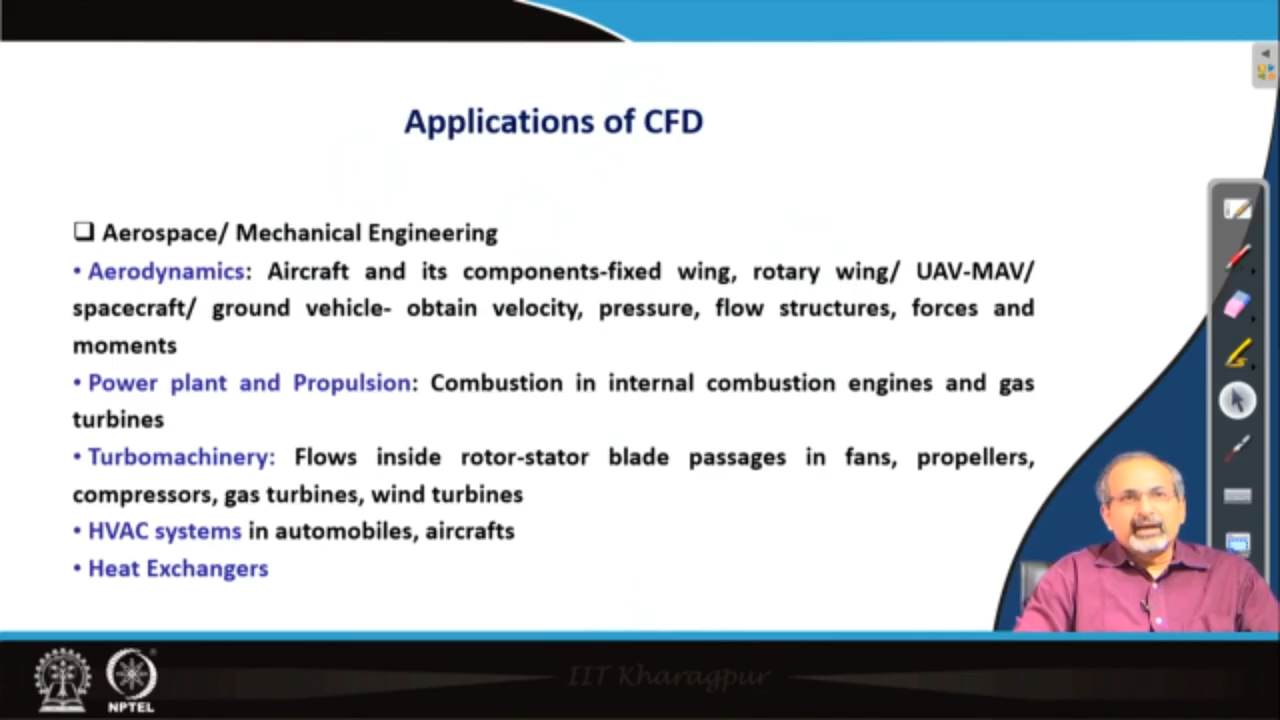 Applications of CFD
❑ Aerospace/ Mechanical Engineering
• Aerodynamics: Aircraft and its components-fixed wing, rotary wing/ UAV-MAV/
spacecraft/ ground vehicle- obtain velocity, pressure, flow structures, forces and
moments
• Power plant and Propulsion: Combustion in internal combustion engines and gas
turbines
• Turbomachinery: Flows inside rotor-stator blade passages in fans, propellers,
compressors, gas turbines, wind turbines
• HVAC systems in automobiles, aircrafts
• Heat Exchangers
IIT Kharagpur
NPTEL